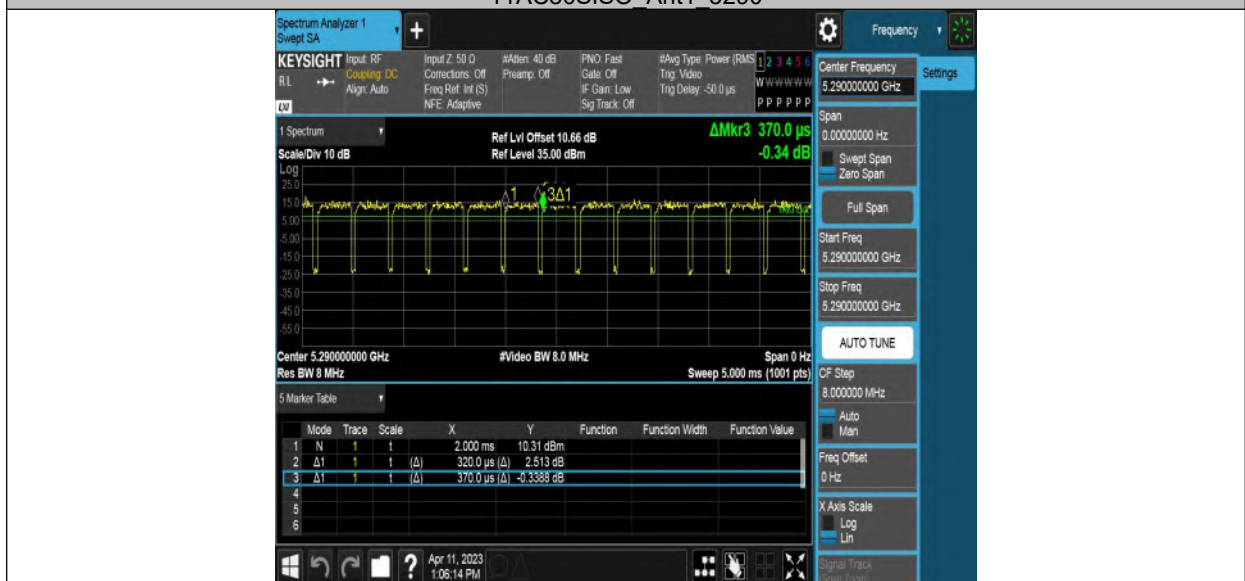 Spectrum Analyzer 1
Swept SA
+
Frequency
KEYSIGHT
RL
LXI
Input: RF
Coupling: DC
Align: Auto
Input Z: 50 Ω
Corrections: Off
Freq Ref: Int (S)
NFE: Adaptive
#Atten: 40 dB
Preamp: Off
PNO: Fast
Gate: Off
IF Gain: Low
Sig Track: Off
#Avg Type: Power (RMS
Trig: Video
Trig Delay: -50.0 µs
1 2 3 4 5 6
W W W W W W
P P P P P P
1 Spectrum
Scale/Div 10 dB
Ref Lvl Offset 10.66 dB
Ref Level 35.00 dBm
ΔMkr3 370.0 µs
-0.34 dB
Log
25.0
15.0
5.00
-5.00
-15.0
-25.0
-35.0
-45.0
-55.0
1
3Δ1
Center 5.290000000 GHz
Res BW 8 MHz
#Video BW 8.0 MHz
Span 0 Hz
Sweep 5.000 ms (1001 pts)
5 Marker Table
Mode Trace Scale X Y Function Function Width Function Value
1 N 1 t 2.000 ms 10.31 dBm
2 Δ1 1 t (Δ) 320.0 µs (Δ) 2.513 dB
3 Δ1 1 t (Δ) 370.0 µs (Δ) -0.3388 dB
4
5
6
?
Apr 11, 2023
1:06:14 PM
Center Frequency
5.290000000 GHz
Span
0.00000000 Hz
Swept Span
Zero Span
Full Span
Start Freq
5.290000000 GHz
Stop Freq
5.290000000 GHz
AUTO TUNE
CF Step
8.000000 MHz
Auto
Man
Freq Offset
0 Hz
X Axis Scale
Log
Lin
Signal Track
(Span Zoom)
Settings